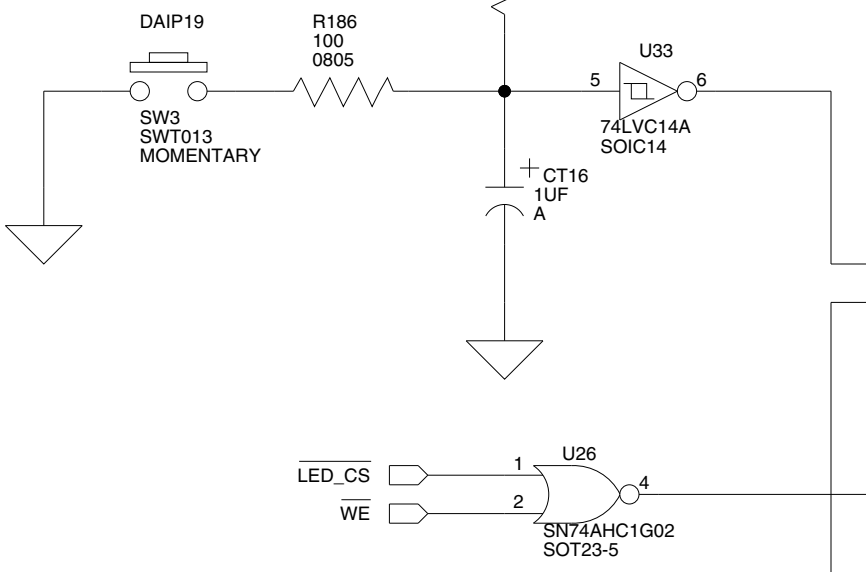 DAIP19
R186
100
0805
U33
5
6
SW3
SWT013
MOMENTARY
74LVC14A
SOIC14
+
CT16
1UF
A
U26
LED_CS
1
WE
2
4
SN74AHC1G02
SOT23-5